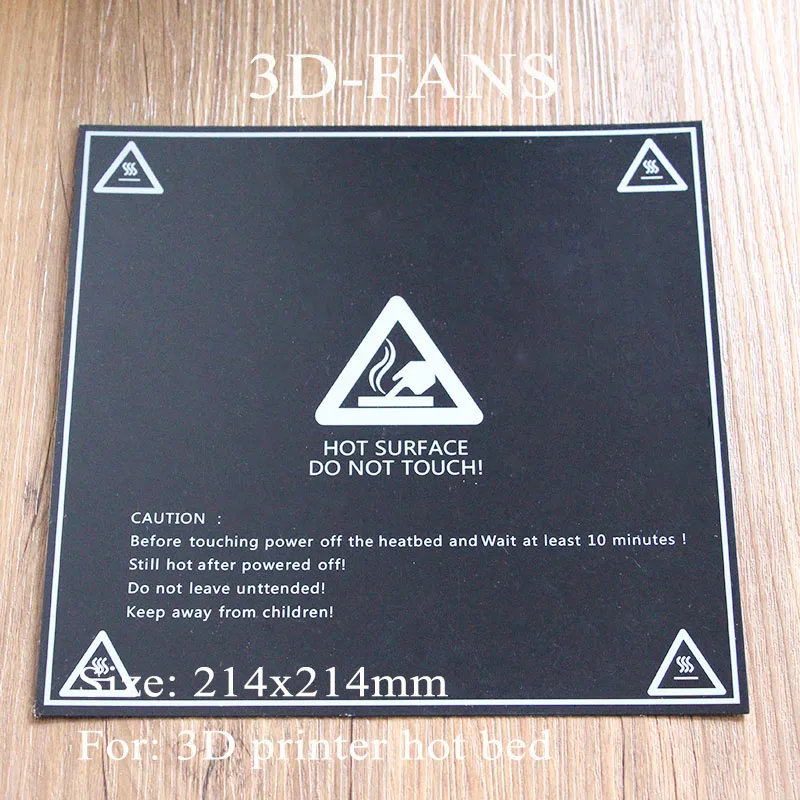 3D-FANS
HOT SURFACE
DO NOT TOUCH!
CAUTION :
Before touching power off the heatbed and Wait at least 10 minutes !
Still hot after powered off!
Do not leave unttended!
Keep away from children!
Size: 214x214mm
For: 3D printer hot bed